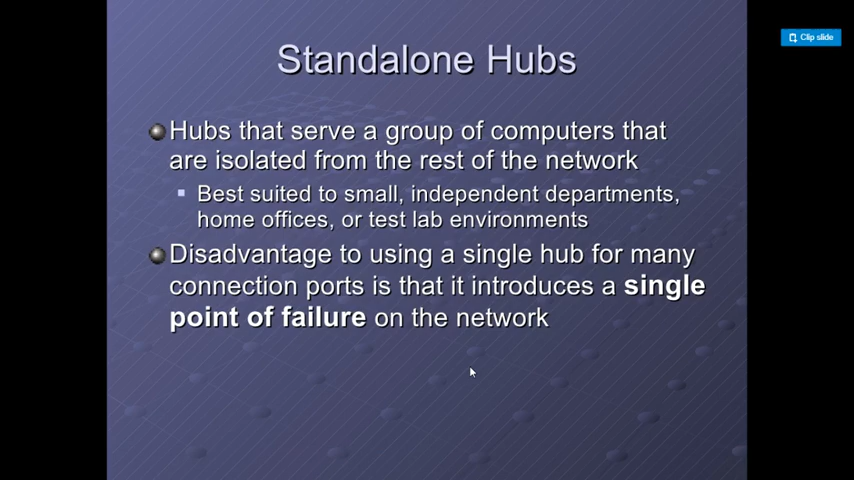 Standalone Hubs
Clip slide
Hubs that serve a group of computers that
are isolated from the rest of the network
Best suited to small, independent departments,
home offices, or test lab environments
Disadvantage to using a single hub for many
connection ports is that it introduces a single
point of failure on the network